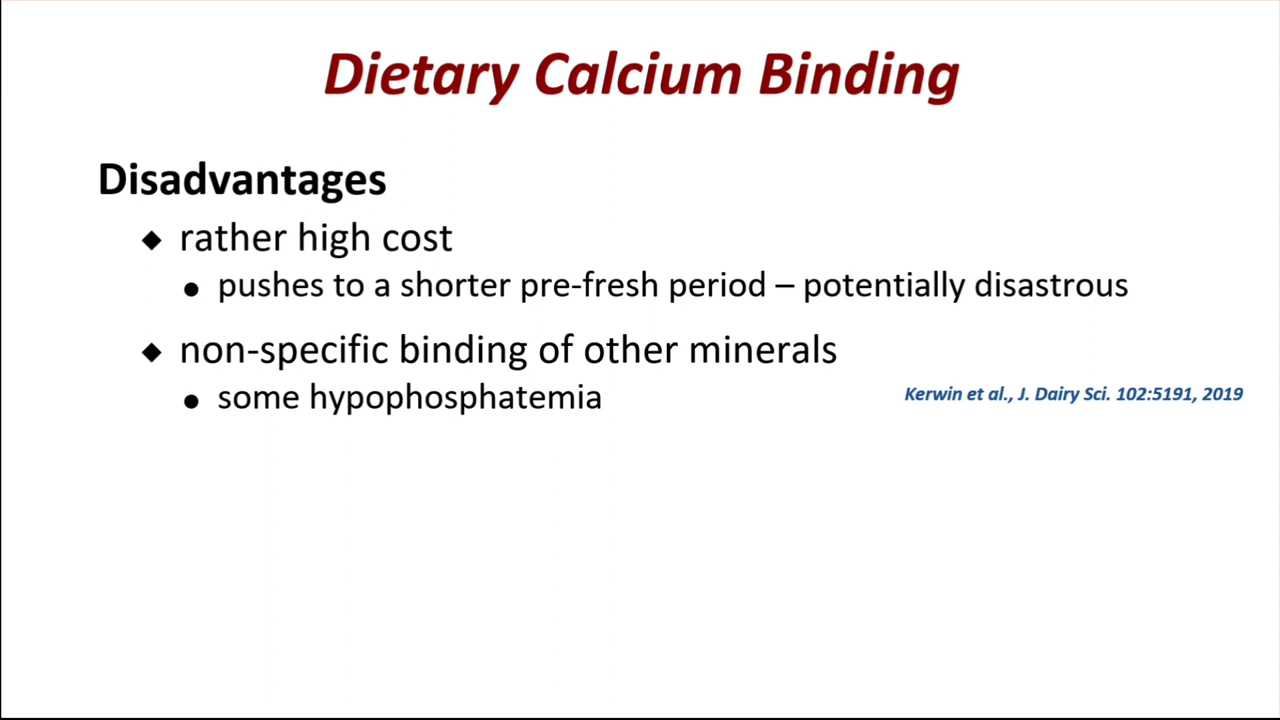 Dietary Calcium Binding
Disadvantages
◆ rather high cost
● pushes to a shorter pre-fresh period – potentially disastrous
◆ non-specific binding of other minerals
● some hypophosphatemia
Kerwin et al., J. Dairy Sci. 102:5191, 2019